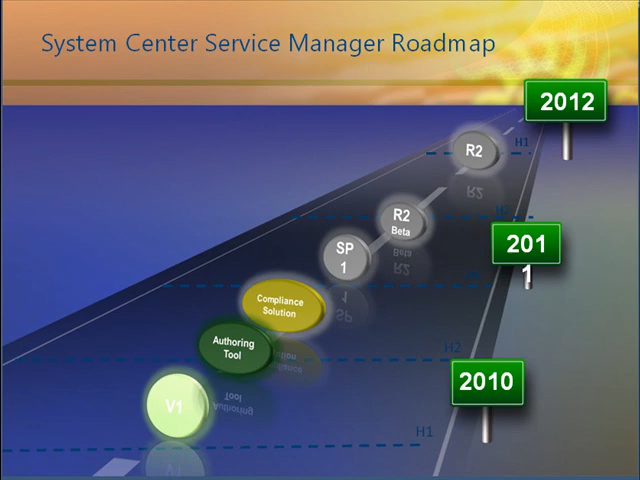 System Center Service Manager Roadmap
2012
R2
H1
R2
Beta
201
1
SP
1
Compliance
Solution
Authoring
Tool
H2
2010
V1
H1